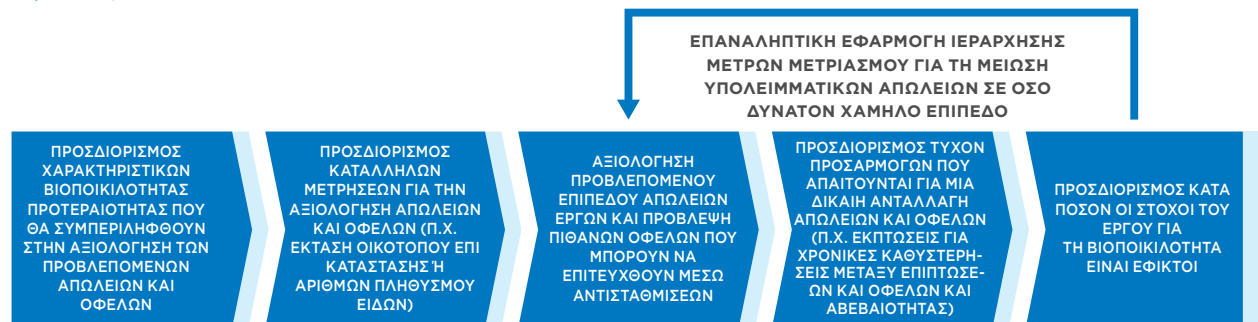 ΕΠΑΝΑΛΗΠΤΙΚΗ ΕΦΑΡΜΟΓΗ ΙΕΡΑΡΧΗΣΗΣ
ΜΕΤΡΩΝ ΜΕΤΡΙΑΣΜΟΥ ΓΙΑ ΤΗ ΜΕΙΩΣΗ
ΥΠΟΛΕΙΜΜΑΤΙΚΩΝ ΑΠΩΛΕΙΩΝ ΣΕ ΟΣΟ
ΔΥΝΑΤΟΝ ΧΑΜΗΛΟ ΕΠΙΠΕΔΟ
ΠΡΟΣΔΙΟΡΙΣΜΟΣ
ΧΑΡΑΚΤΗΡΙΣΤΙΚΩΝ
ΒΙΟΠΟΙΚΙΛΟΤΗΤΑΣ
ΠΡΟΤΕΡΑΙΟΤΗΤΑΣ ΠΟΥ
ΘΑ ΣΥΜΠΕΡΙΛΗΦΘΟΥΝ
ΣΤΗΝ ΑΞΙΟΛΟΓΗΣΗ ΤΩΝ
ΠΡΟΒΛΕΠΟΜΕΝΩΝ
ΑΠΩΛΕΙΩΝ ΚΑΙ
ΟΦΕΛΩΝ
ΠΡΟΣΔΙΟΡΙΣΜΟΣ
ΚΑΤΑΛΛΗΛΩΝ
ΜΕΤΡΗΣΕΩΝ ΓΙΑ ΤΗΝ
ΑΞΙΟΛΟΓΗΣΗ ΑΠΩΛΕΙΩΝ
ΚΑΙ ΟΦΕΛΩΝ (Π.Χ.
ΕΚΤΑΣΗ ΟΙΚΟΤΟΠΟΥ ΕΠΙ
ΚΑΤΑΣΤΑΣΗΣ Ή
ΑΡΙΘΜΩΝ ΠΛΗΘΥΣΜΟΥ
ΕΙΔΩΝ)
ΑΞΙΟΛΟΓΗΣΗ
ΠΡΟΒΛΕΠΟΜΕΝΟΥ
ΕΠΙΠΕΔΟΥ ΑΠΩΛΕΙΩΝ
ΕΡΓΩΝ ΚΑΙ ΠΡΟΒΛΕΨΗ
ΠΙΘΑΝΩΝ ΟΦΕΛΩΝ ΠΟΥ
ΜΠΟΡΟΥΝ ΝΑ
ΕΠΙΤΕΥΧΘΟΥΝ ΜΕΣΩ
ΑΝΤΙΣΤΑΘΜΙΣΕΩΝ
ΠΡΟΣΔΙΟΡΙΣΜΟΣ ΤΥΧΟΝ
ΠΡΟΣΑΡΜΟΓΩΝ ΠΟΥ
ΑΠΑΙΤΟΥΝΤΑΙ ΓΙΑ ΜΙΑ
ΔΙΚΑΙΗ ΑΝΤΑΛΛΑΓΗ
ΑΠΩΛΕΙΩΝ ΚΑΙ ΟΦΕΛΩΝ
(Π.Χ. ΕΚΠΤΩΣΕΙΣ ΓΙΑ
ΧΡΟΝΙΚΕΣ ΚΑΘΥΣΤΕΡΗ-
ΣΕΙΣ ΜΕΤΑΞΥ ΕΠΙΠΤΩΣΕ-
ΩΝ ΚΑΙ ΟΦΕΛΩΝ ΚΑΙ
ΑΒΕΒΑΙΟΤΗΤΑΣ)
ΠΡΟΣΔΙΟΡΙΣΜΟΣ ΚΑΤΑ
ΠΟΣΟΝ ΟΙ ΣΤΟΧΟΙ ΤΟΥ
ΕΡΓΟΥ ΓΙΑ
ΤΗ ΒΙΟΠΟΙΚΙΛΟΤΗΤΑ
ΕΙΝΑΙ ΕΦΙΚΤΟΙ